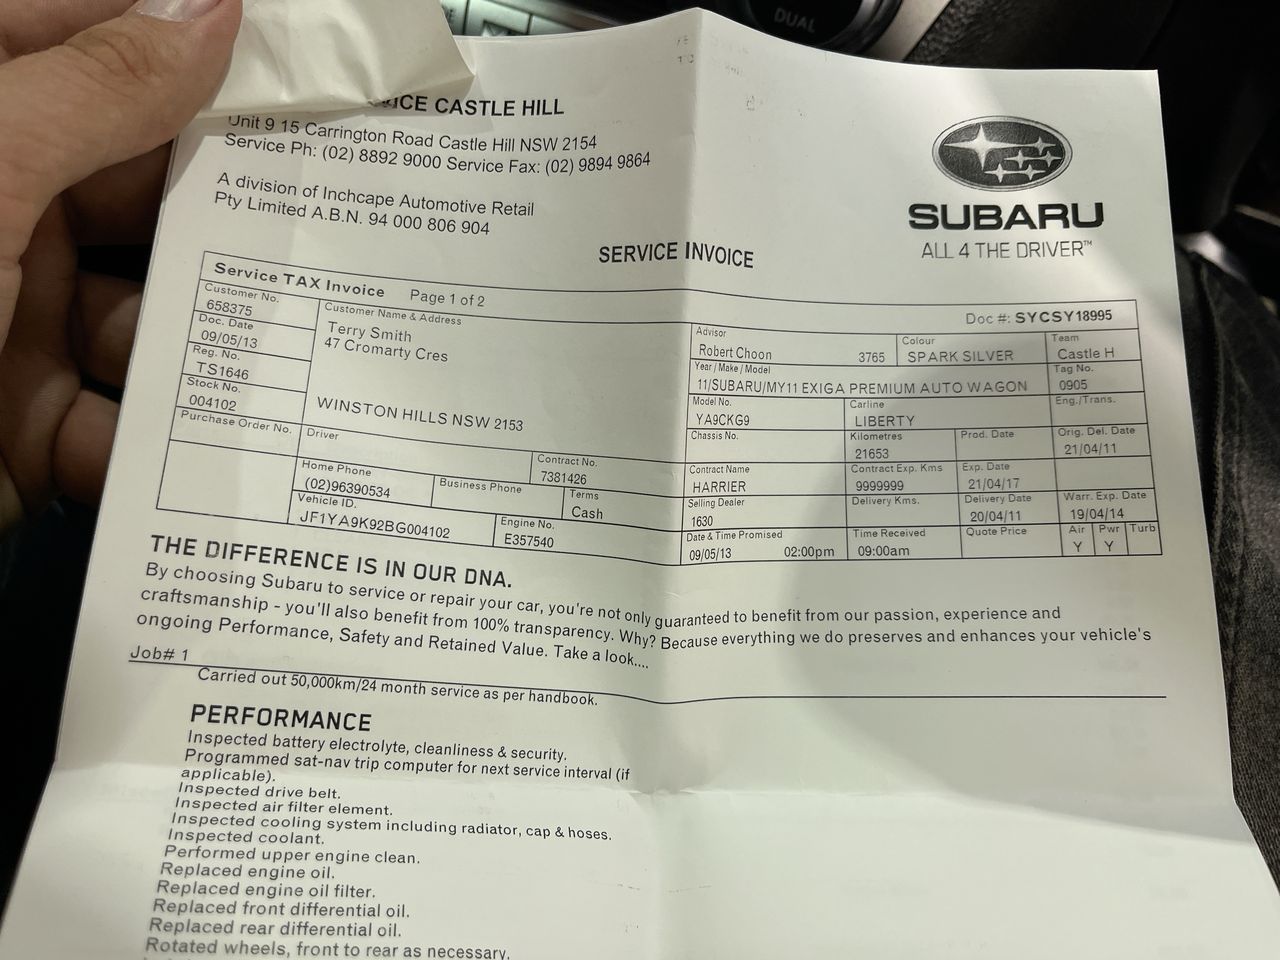 CASTLE HILL
Unit 9 15 Carrington Road Castle Hill NSW 2154
Service Ph: (02) 8892 9000 Service Fax: (02) 9894 9864
A division of Inchcape Automotive Retail
Pty Limited A.B.N. 94 000 806 904
SUBARU
ALL 4 THE DRIVER™
SERVICE INVOICE
Service TAX Invoice Page 1 of 2
Doc #: SYCSY18995
Customer No.
658375
Doc. Date
09/05/13
Reg. No.
TS1646
Stock No.
004102
Purchase Order No.
Customer Name & Address
Terry Smith
47 Cromarty Cres
WINSTON HILLS NSW 2153
Driver
Contract No.
7381426
Home Phone
(02)96390534
Business Phone
Terms
Cash
Vehicle ID.
JF1YA9K92BG004102
Engine No.
E357540
Advisor
Robert Choon 3765
Colour
SPARK SILVER
Team
Castle H
Year / Make / Model
11/SUBARU/MY11 EXIGA PREMIUM AUTO WAGON
Tag No.
0905
Model No.
YA9CKG9
Carline
LIBERTY
Eng./Trans.
Chassis No.
Kilometres
21653
Prod. Date
Orig. Del. Date
21/04/11
Contract Name
HARRIER
Contract Exp. Kms
9999999
Exp. Date
21/04/17
Selling Dealer
1630
Delivery Kms.
Delivery Date
20/04/11
Warr. Exp. Date
19/04/14
Date & Time Promised
09/05/13 02:00pm
Time Received
09:00am
Quote Price
Air Pwr Turb
Y Y
THE DIFFERENCE IS IN OUR DNA.
By choosing Subaru to service or repair your car, you're not only guaranteed to benefit from our passion, experience and
craftsmanship - you'll also benefit from 100% transparency. Why? Because everything we do preserves and enhances your vehicle's
ongoing Performance, Safety and Retained Value. Take a look....
Job# 1
Carried out 50,000km/24 month service as per handbook.
PERFORMANCE
Inspected battery electrolyte, cleanliness & security.
Programmed sat-nav trip computer for next service interval (if
applicable).
Inspected drive belt.
Inspected air filter element.
Inspected cooling system including radiator, cap & hoses.
Inspected coolant.
Performed upper engine clean.
Replaced engine oil.
Replaced engine oil filter.
Replaced front differential oil.
Replaced rear differential oil.
Rotated wheels, front to rear as necessary.
DUAL